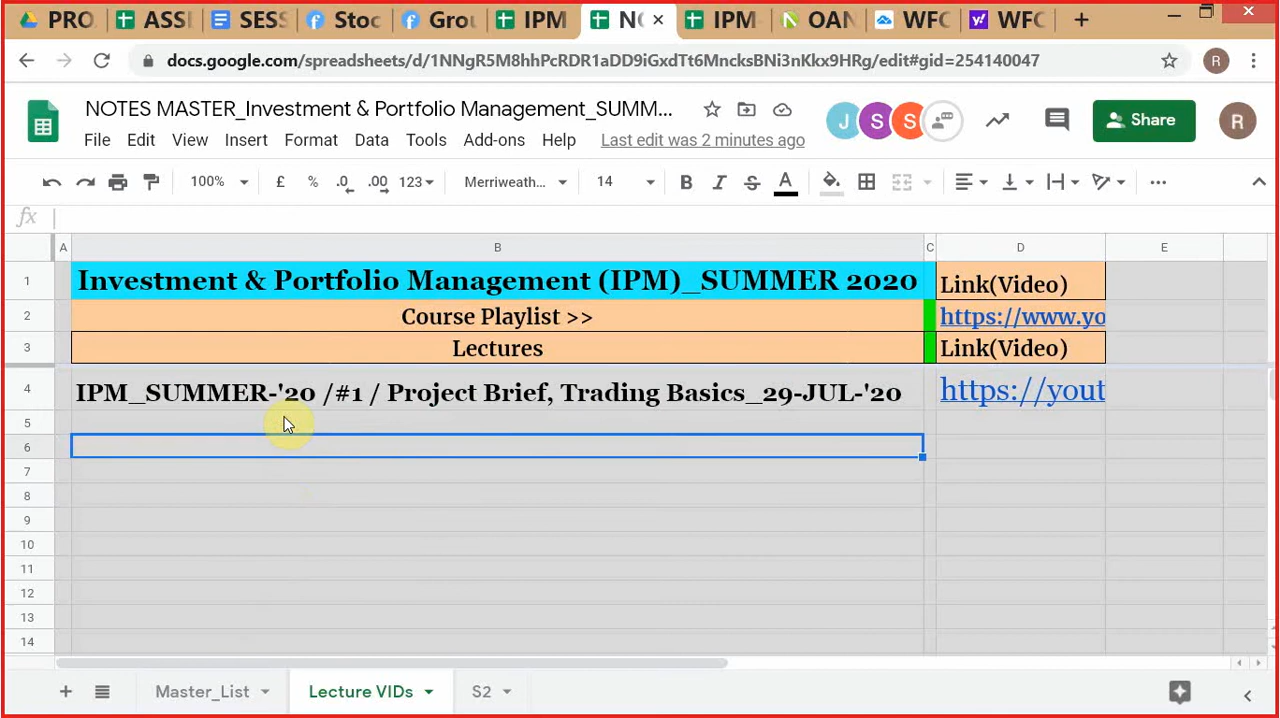 PRO ASSI SESS Stoc Grou IPM NO IPM- OAN WFC WFC
docs.google.com/spreadsheets/d/1NNgR5M8hhPcRDR1aDD9iGxdTt6MncksBNi3nKkx9HRg/edit#gid=254140047 R
NOTES MASTER_Investment & Portfolio Management_SUMM... J S S Share R
File Edit View Insert Format Data Tools Add-ons Help Last edit was 2 minutes ago
100% £ % .0 .00 123 Merriweath... 14 B I S A
fx
A B C D E
1 Investment & Portfolio Management (IPM)_SUMMER 2020 Link(Video)
2 Course Playlist >> https://www.yo
3 Lectures Link(Video)
4 IPM_SUMMER-'20 /#1 / Project Brief, Trading Basics_29-JUL-'20 https://yout
5
6
7
8
9
10
11
12
13
14
Master_List Lecture VIDs S2